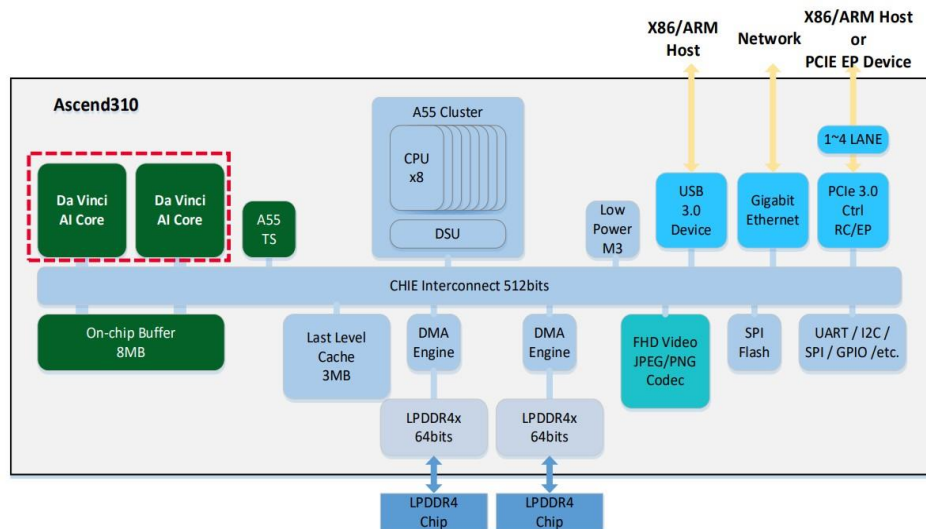 X86/ARM
Host
Network
X86/ARM Host
or
PCIE EP Device
Ascend310
A55 Cluster
CPU
x8
DSU
1~4 LANE
Da Vinci
AI Core
Da Vinci
AI Core
A55
TS
Low
Power
M3
USB
3.0
Device
Gigabit
Ethernet
PCIe 3.0
Ctrl
RC/EP
CHIE Interconnect 512bits
On-chip Buffer
8MB
Last Level
Cache
3MB
DMA
Engine
DMA
Engine
FHD Video
JPEG/PNG
Codec
SPI
Flash
UART / I2C /
SPI / GPIO /etc.
LPDDR4x
64bits
LPDDR4x
64bits
LPDDR4
Chip
LPDDR4
Chip